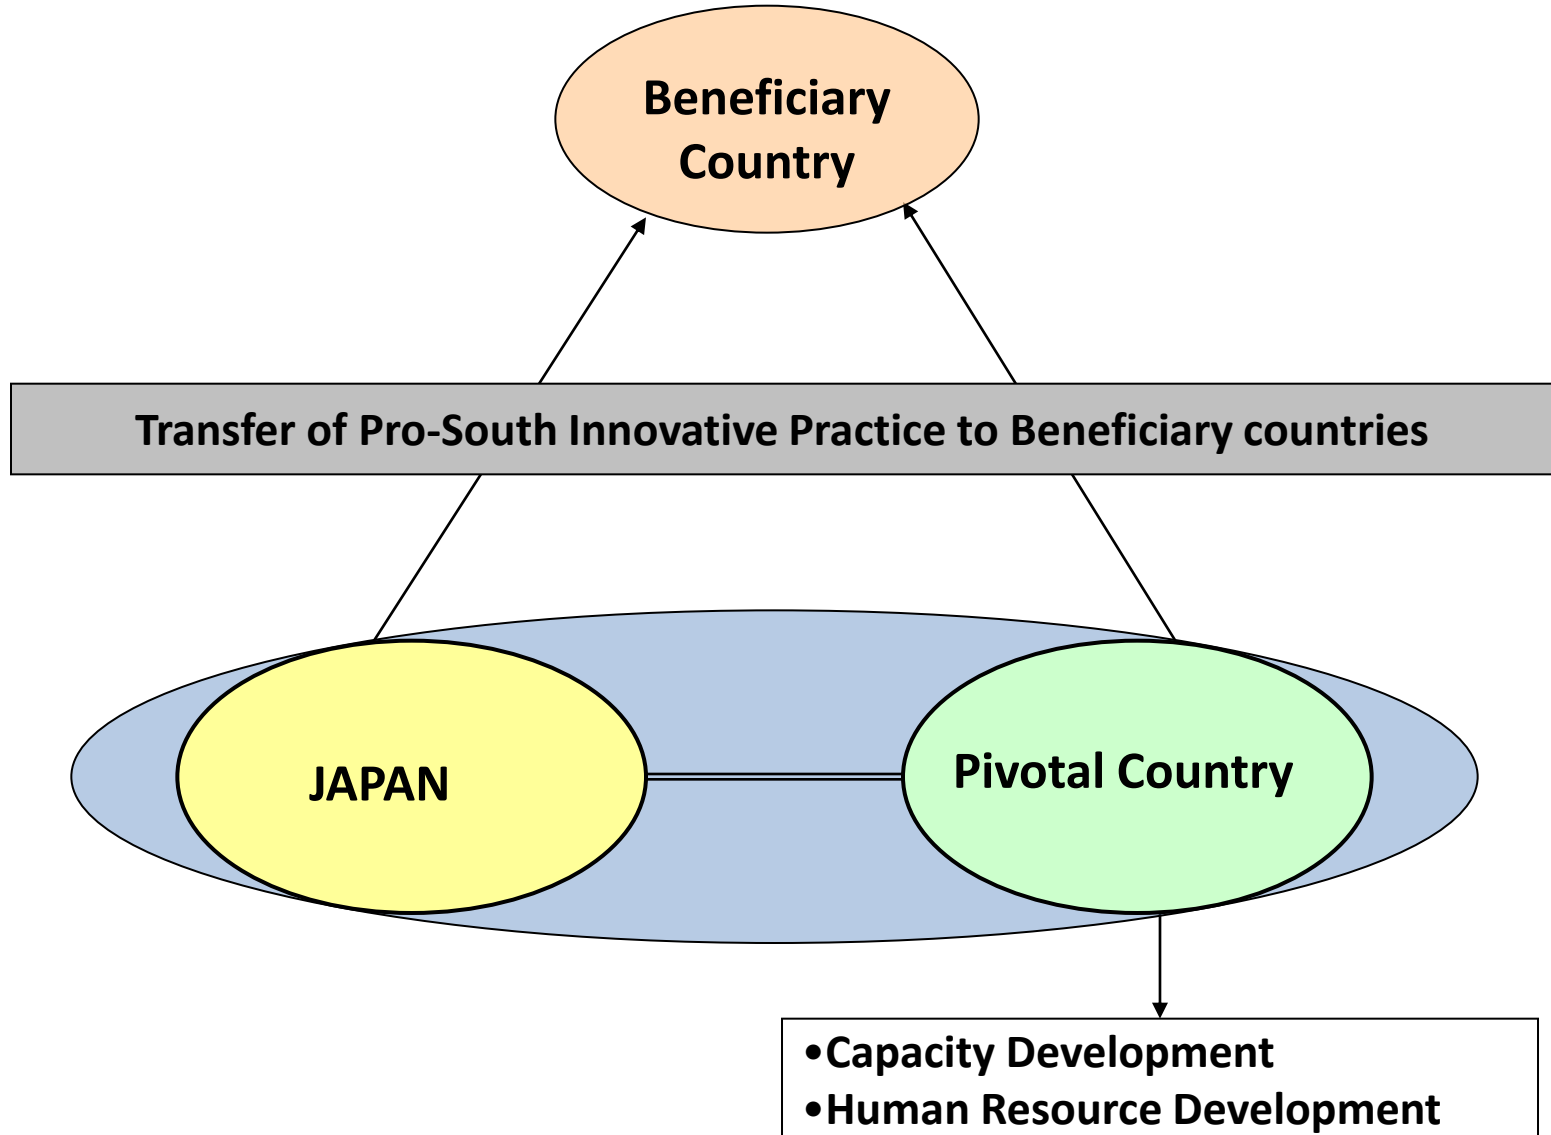 Beneficiary
Country
Transfer of Pro-South Innovative Practice to Beneficiary countries
JAPAN
Pivotal Country
•Capacity Development
•Human Resource Development